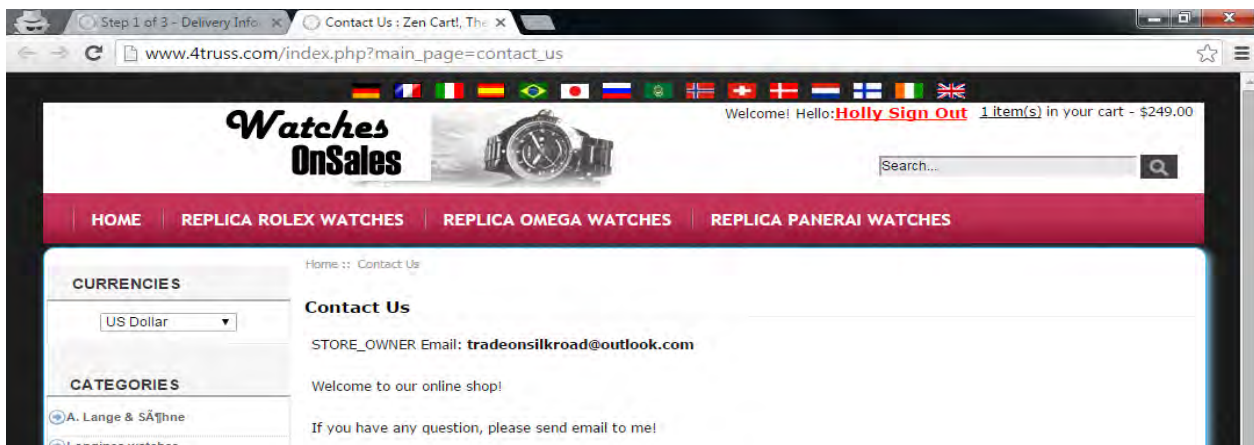 Step 1 of 3 - Delivery Info
Contact Us : Zen Cart!, The
www.4truss.com/index.php?main_page=contact_us
Watches
OnSales
Welcome! Hello:Holly Sign Out 1 item(s) in your cart - $249.00
Search...
HOME REPLICA ROLEX WATCHES REPLICA OMEGA WATCHES REPLICA PANERAI WATCHES
Home :: Contact Us
CURRENCIES
US Dollar
Contact Us
STORE_OWNER Email: tradeonsilkroad@outlook.com
Welcome to our online shop!
CATEGORIES
A. Lange & SÃ¶hne
If you have any question, please send email to me!
Longines watches